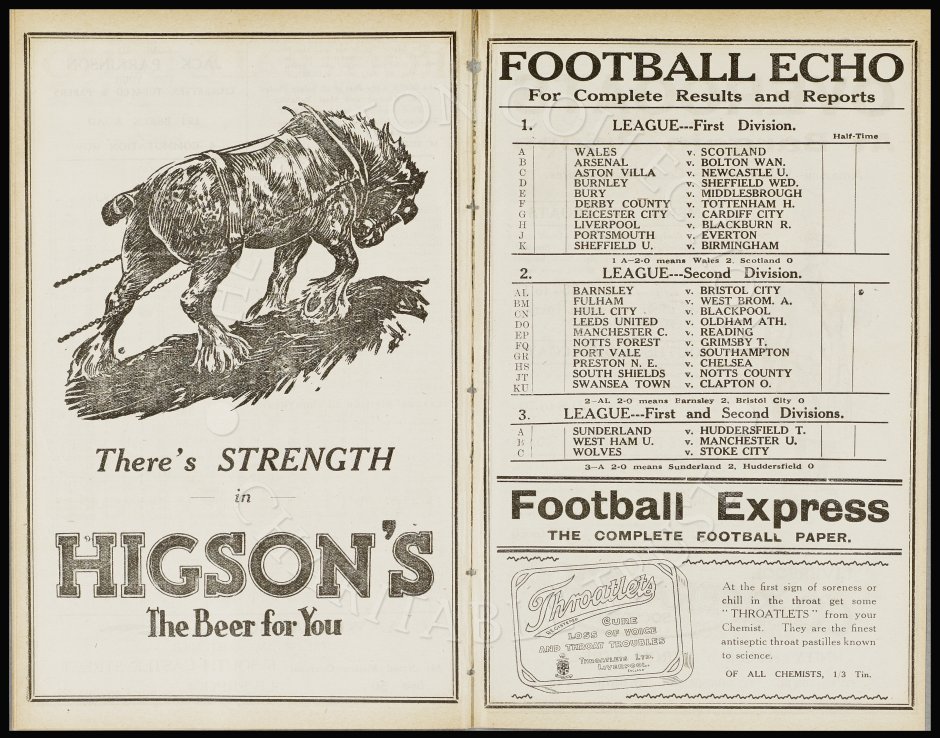 There's STRENGTH
in
HIGSON'S
The Beer for You
FOOTBALL ECHO
For Complete Results and Reports
1. LEAGUE---First Division.
Half-Time
A WALES v. SCOTLAND
B ARSENAL v. BOLTON WAN.
C ASTON VILLA v. NEWCASTLE U.
D BURNLEY v. SHEFFIELD WED.
E BURY v. MIDDLESBROUGH
F DERBY COUNTY v. TOTTENHAM H.
G LEICESTER CITY v. CARDIFF CITY
H LIVERPOOL v. BLACKBURN R.
J PORTSMOUTH v. EVERTON
K SHEFFIELD U. v. BIRMINGHAM
1 A-2-0 means Wales 2, Scotland 0
2. LEAGUE---Second Division.
AL BARNSLEY v. BRISTOL CITY
BM FULHAM v. WEST BROM. A.
CN HULL CITY v. BLACKPOOL
DO LEEDS UNITED v. OLDHAM ATH.
EP MANCHESTER C. v. READING
FQ NOTTS FOREST v. GRIMSBY T.
GR PORT VALE v. SOUTHAMPTON
HS PRESTON N. E. v. CHELSEA
JT SOUTH SHIELDS v. NOTTS COUNTY
KU SWANSEA TOWN v. CLAPTON O.
2-AL 2-0 means Barnsley 2, Bristol City 0
3. LEAGUE---First and Second Divisions.
A SUNDERLAND v. HUDDERSFIELD T.
B WEST HAM U. v. MANCHESTER U.
C WOLVES v. STOKE CITY
3-A 2-0 means Sunderland 2, Huddersfield 0
Football Express
THE COMPLETE FOOTBALL PAPER.
Throatlets
REGISTERED
CURE
LOSS OF VOICE
AND THROAT TROUBLES
THROATLETS LTD.
LIVERPOOL.
ENGLAND
At the first sign of soreness or
chill in the throat get some
"THROATLETS" from your
Chemist. They are the finest
antiseptic throat pastilles known
to science.
OF ALL CHEMISTS, 1/3 Tin.